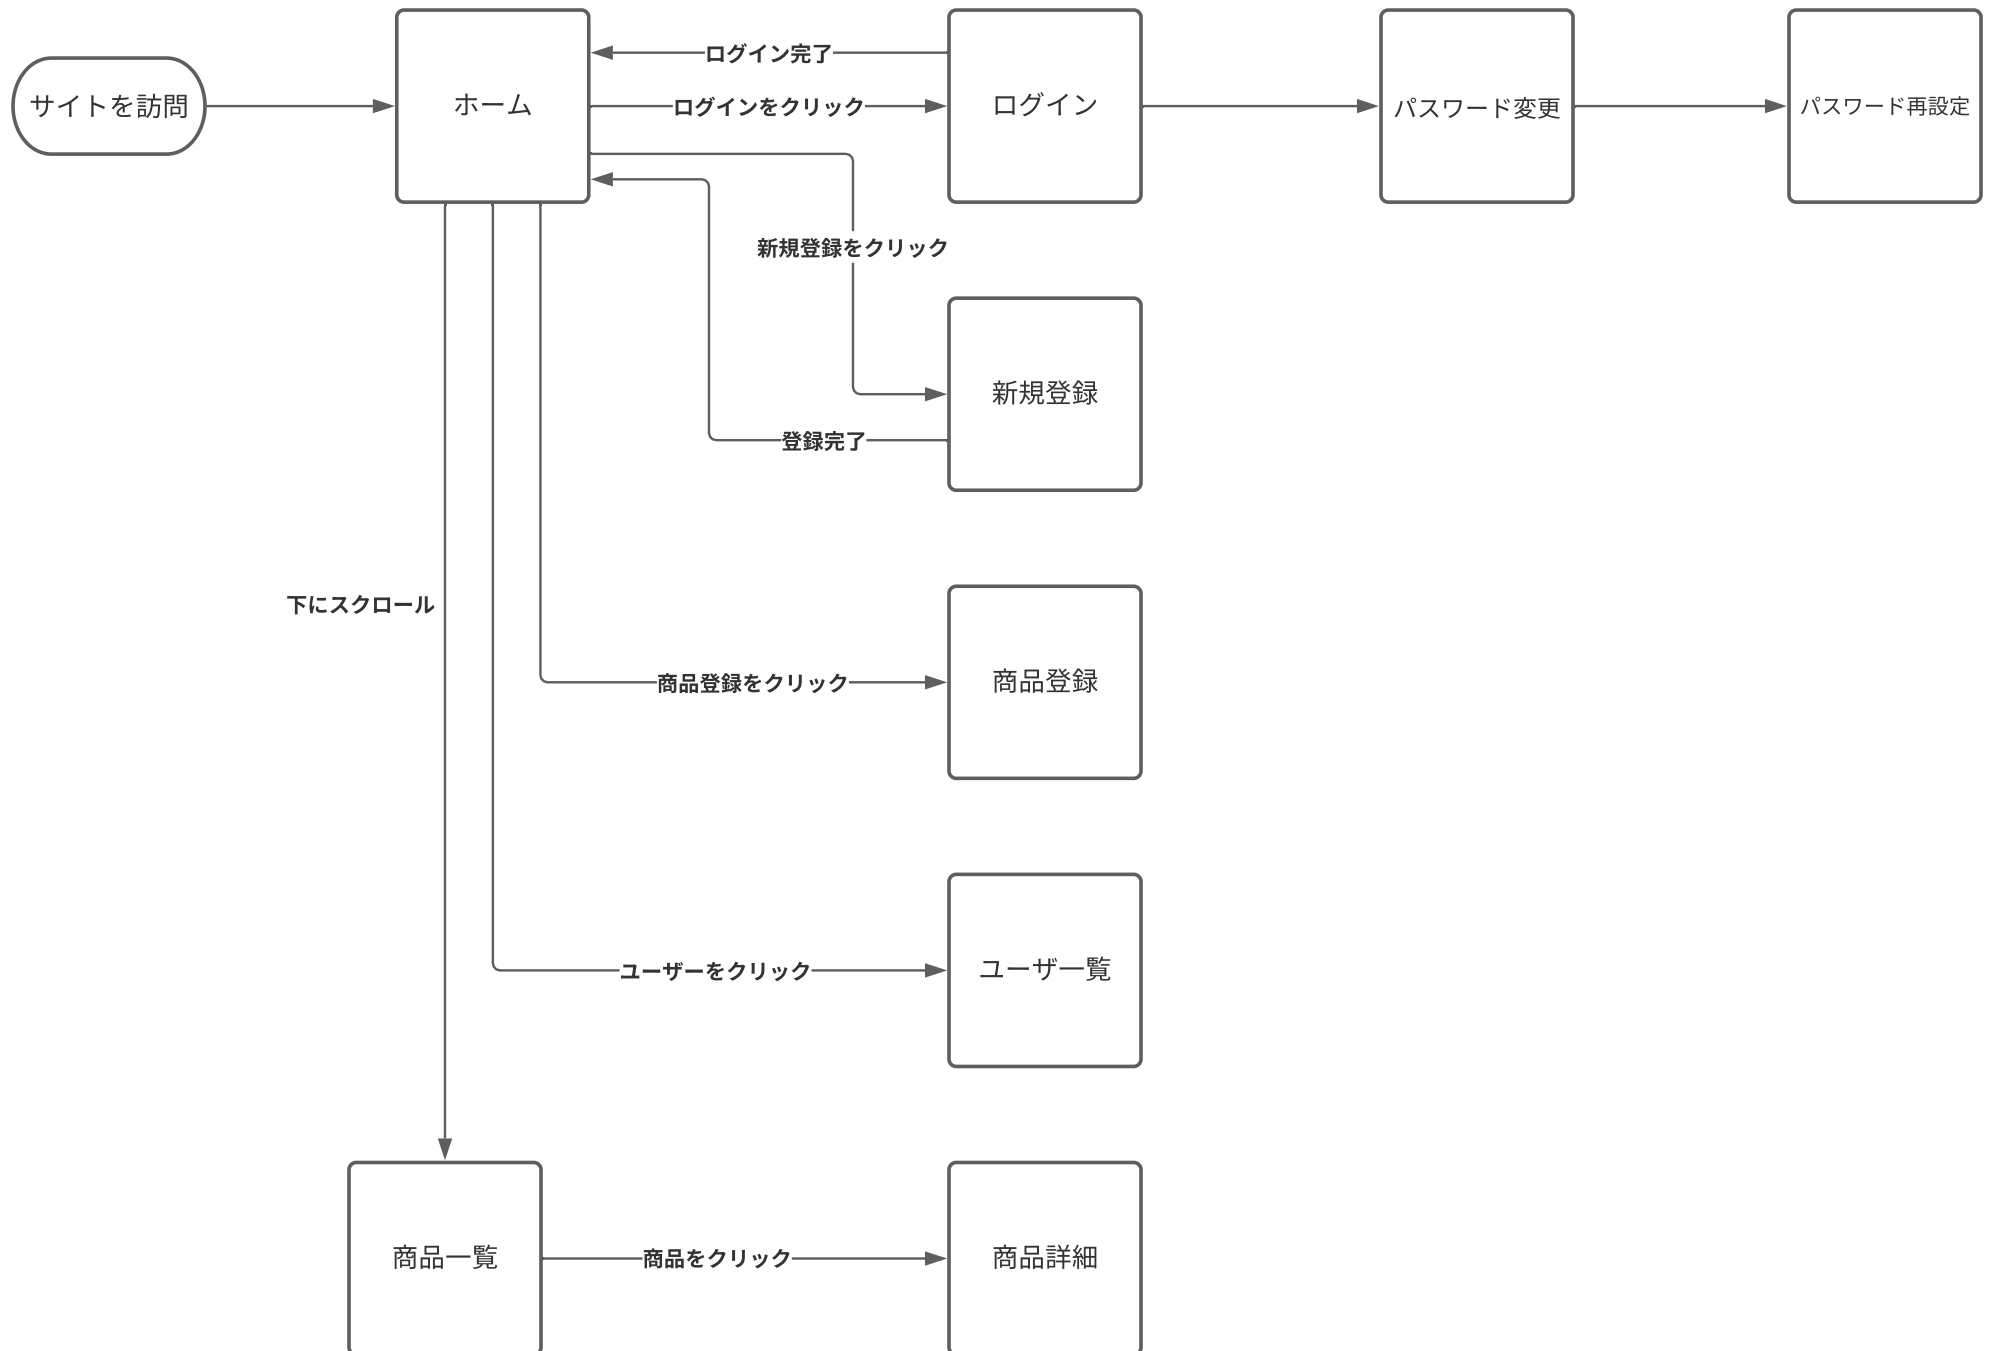 サイトを訪問
ホーム
ログイン完了
ログインをクリック
ログイン
パスワード変更
パスワード再設定
新規登録をクリック
新規登録
登録完了
下にスクロール
商品登録をクリック
商品登録
ユーザーをクリック
ユーザ一覧
商品一覧
商品をクリック
商品詳細